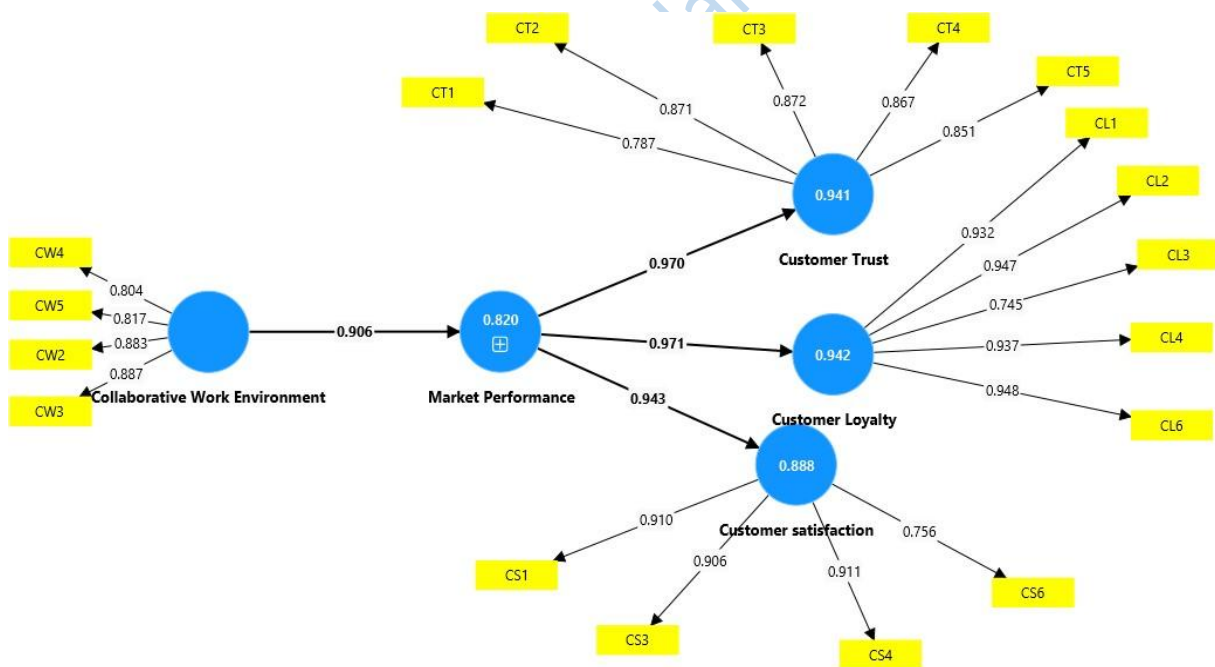 CT2
CT3
CT4
CT1
CT5
CL1
0.871
0.872
0.867
0.851
0.787
CL2
0.941
0.932
CW4
0.970
Customer Trust
0.947
CL3
0.804
CW5
0.820
0.745
0.817
0.906
CW2
0.883
0.971
0.942
0.937
CL4
0.887
CW3
Collaborative Work Environment
Market Performance
0.943
0.948
Customer Loyalty
CL6
0.888
0.910
Customer satisfaction
0.756
0.906
0.911
CS1
CS6
CS3
CS4